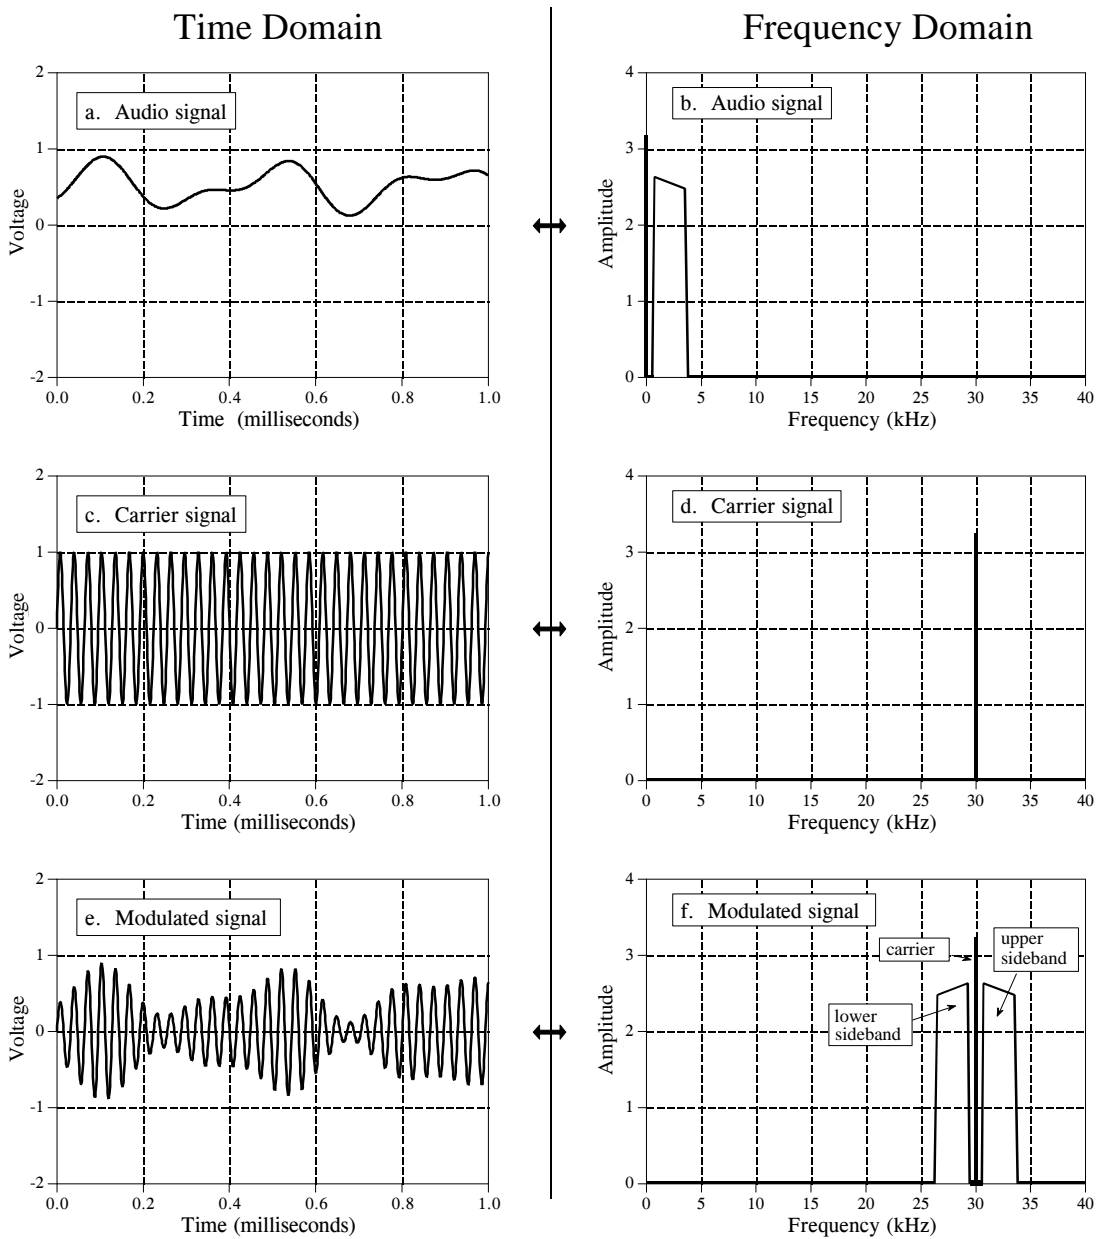 Time Domain
Frequency Domain
a. Audio signal
2
1
0
-1
-2
Voltage
0.0 0.2 0.4 0.6 0.8 1.0
Time (milliseconds)
b. Audio signal
4
3
2
1
0
Amplitude
0 5 10 15 20 25 30 35 40
Frequency (kHz)
c. Carrier signal
2
1
0
-1
-2
Voltage
0.0 0.2 0.4 0.6 0.8 1.0
Time (milliseconds)
d. Carrier signal
4
3
2
1
0
Amplitude
0 5 10 15 20 25 30 35 40
Frequency (kHz)
e. Modulated signal
2
1
0
-1
-2
Voltage
0.0 0.2 0.4 0.6 0.8 1.0
Time (milliseconds)
f. Modulated signal
carrier
upper
sideband
lower
sideband
4
3
2
1
0
Amplitude
0 5 10 15 20 25 30 35 40
Frequency (kHz)